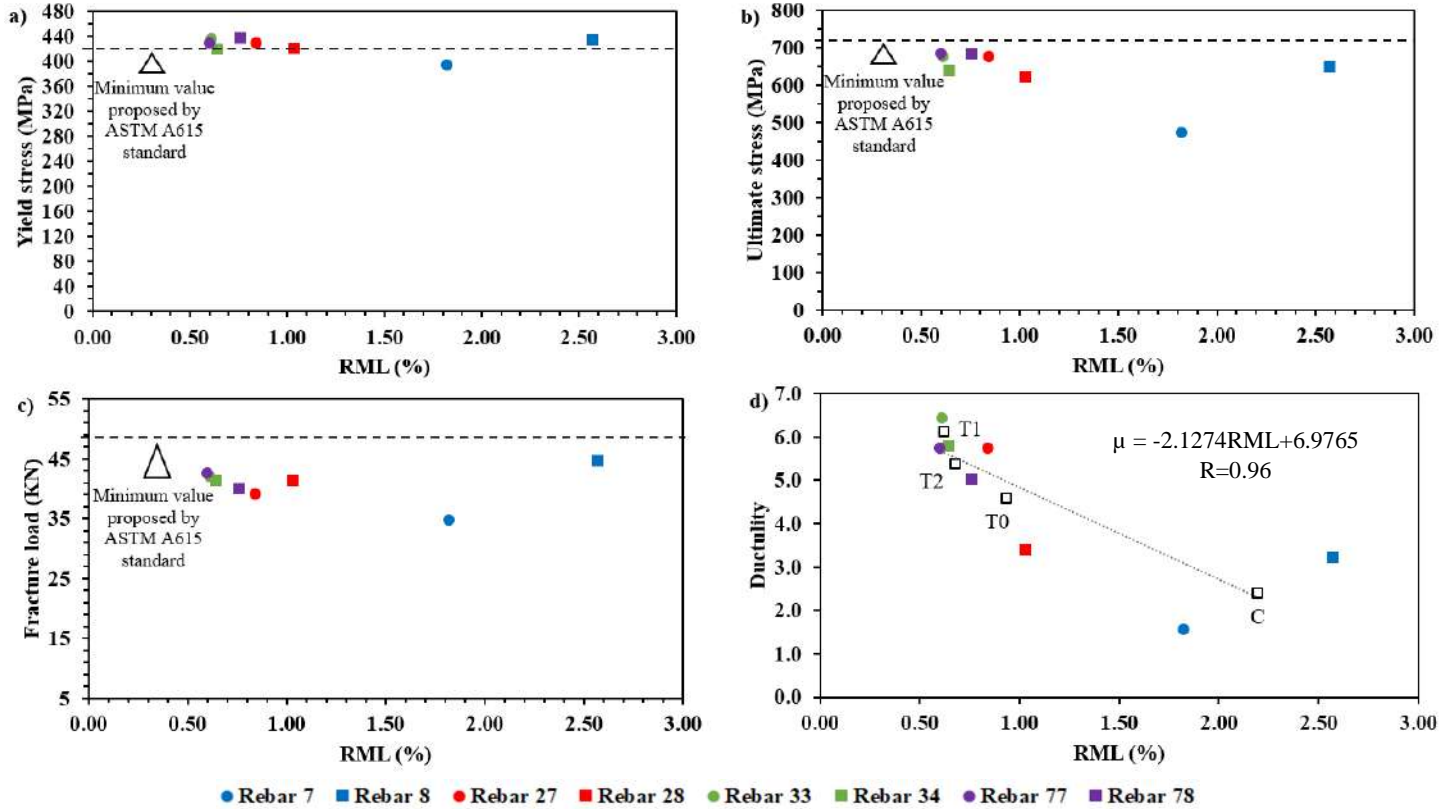 a)
480
440
400
360
320
280
240
200
160
120
80
40
0
Yield stress (MPa)
Minimum value
proposed by
ASTM A615
standard
0.00 0.50 1.00 1.50 2.00 2.50 3.00
RML (%)
b)
800
700
600
500
400
300
200
100
0
Ultimate stress (MPa)
Minimum value
proposed by
ASTM A615
standard
0.00 0.50 1.00 1.50 2.00 2.50 3.00
RML (%)
c)
55
45
35
25
15
5
Fracture load (KN)
Minimum value
proposed by
ASTM A615
standard
0.00 0.50 1.00 1.50 2.00 2.50 3.00
RML (%)
d)
7.0
6.0
5.0
4.0
3.0
2.0
1.0
0.0
Ductulity
T1
T2
T0
C
μ = -2.1274RML+6.9765
R=0.96
0.00 0.50 1.00 1.50 2.00 2.50 3.00
RML (%)
Rebar 7 Rebar 8 Rebar 27 Rebar 28 Rebar 33 Rebar 34 Rebar 77 Rebar 78